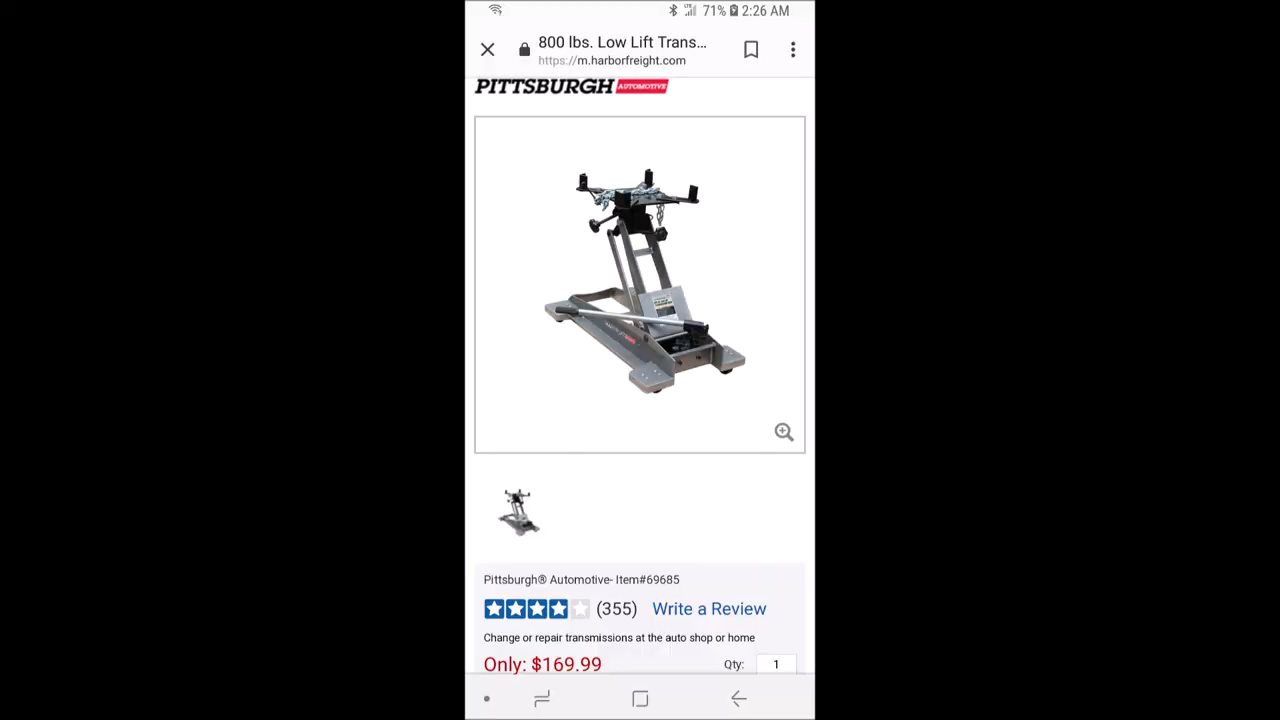 LTE 71% 2:26 AM
800 lbs. Low Lift Trans...
https://m.harborfreight.com
PITTSBURGH AUTOMOTIVE
Pittsburgh® Automotive- Item#69685
(355) Write a Review
Change or repair transmissions at the auto shop or home
Only: $169.99 Qty: 1